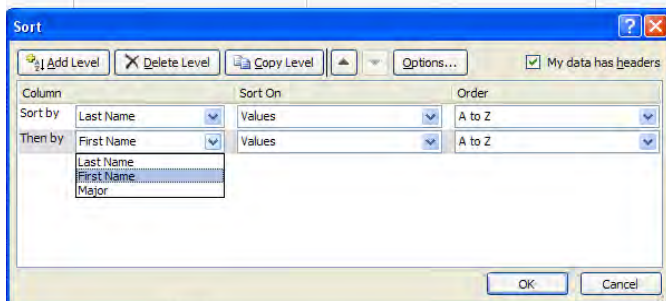 Sort
Add Level Delete Level Copy Level Options... My data has headers
Column Sort On Order
Sort by Last Name Values A to Z
Then by First Name Values A to Z
Last Name
First Name
Major
OK Cancel